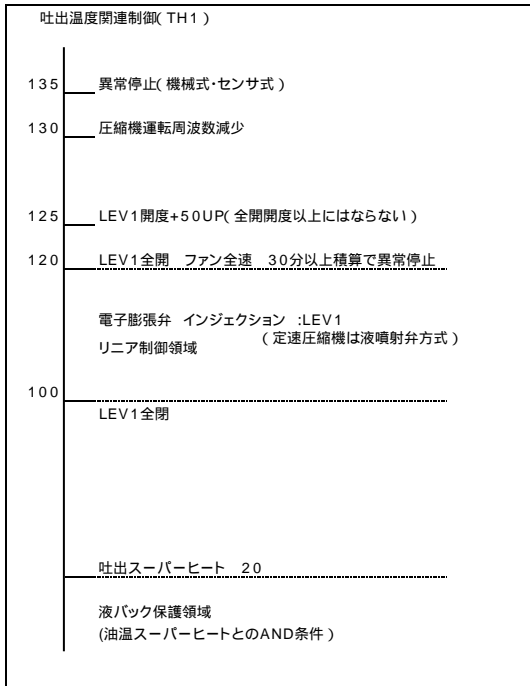 吐出温度関連制御(TH1)
135 異常停止(機械式・センサ式)
130 圧縮機運転周波数減少
125 LEV1開度+50UP(全開開度以上にはならない)
120 LEV1全開 ファン全速 30分以上積算で異常停止
電子膨張弁 インジェクション :LEV1
(定速圧縮機は液噴射弁方式)
リニア制御領域
100
LEV1全閉
吐出スーパーヒート 20
液バック保護領域
(油温スーパーヒートとのAND条件)